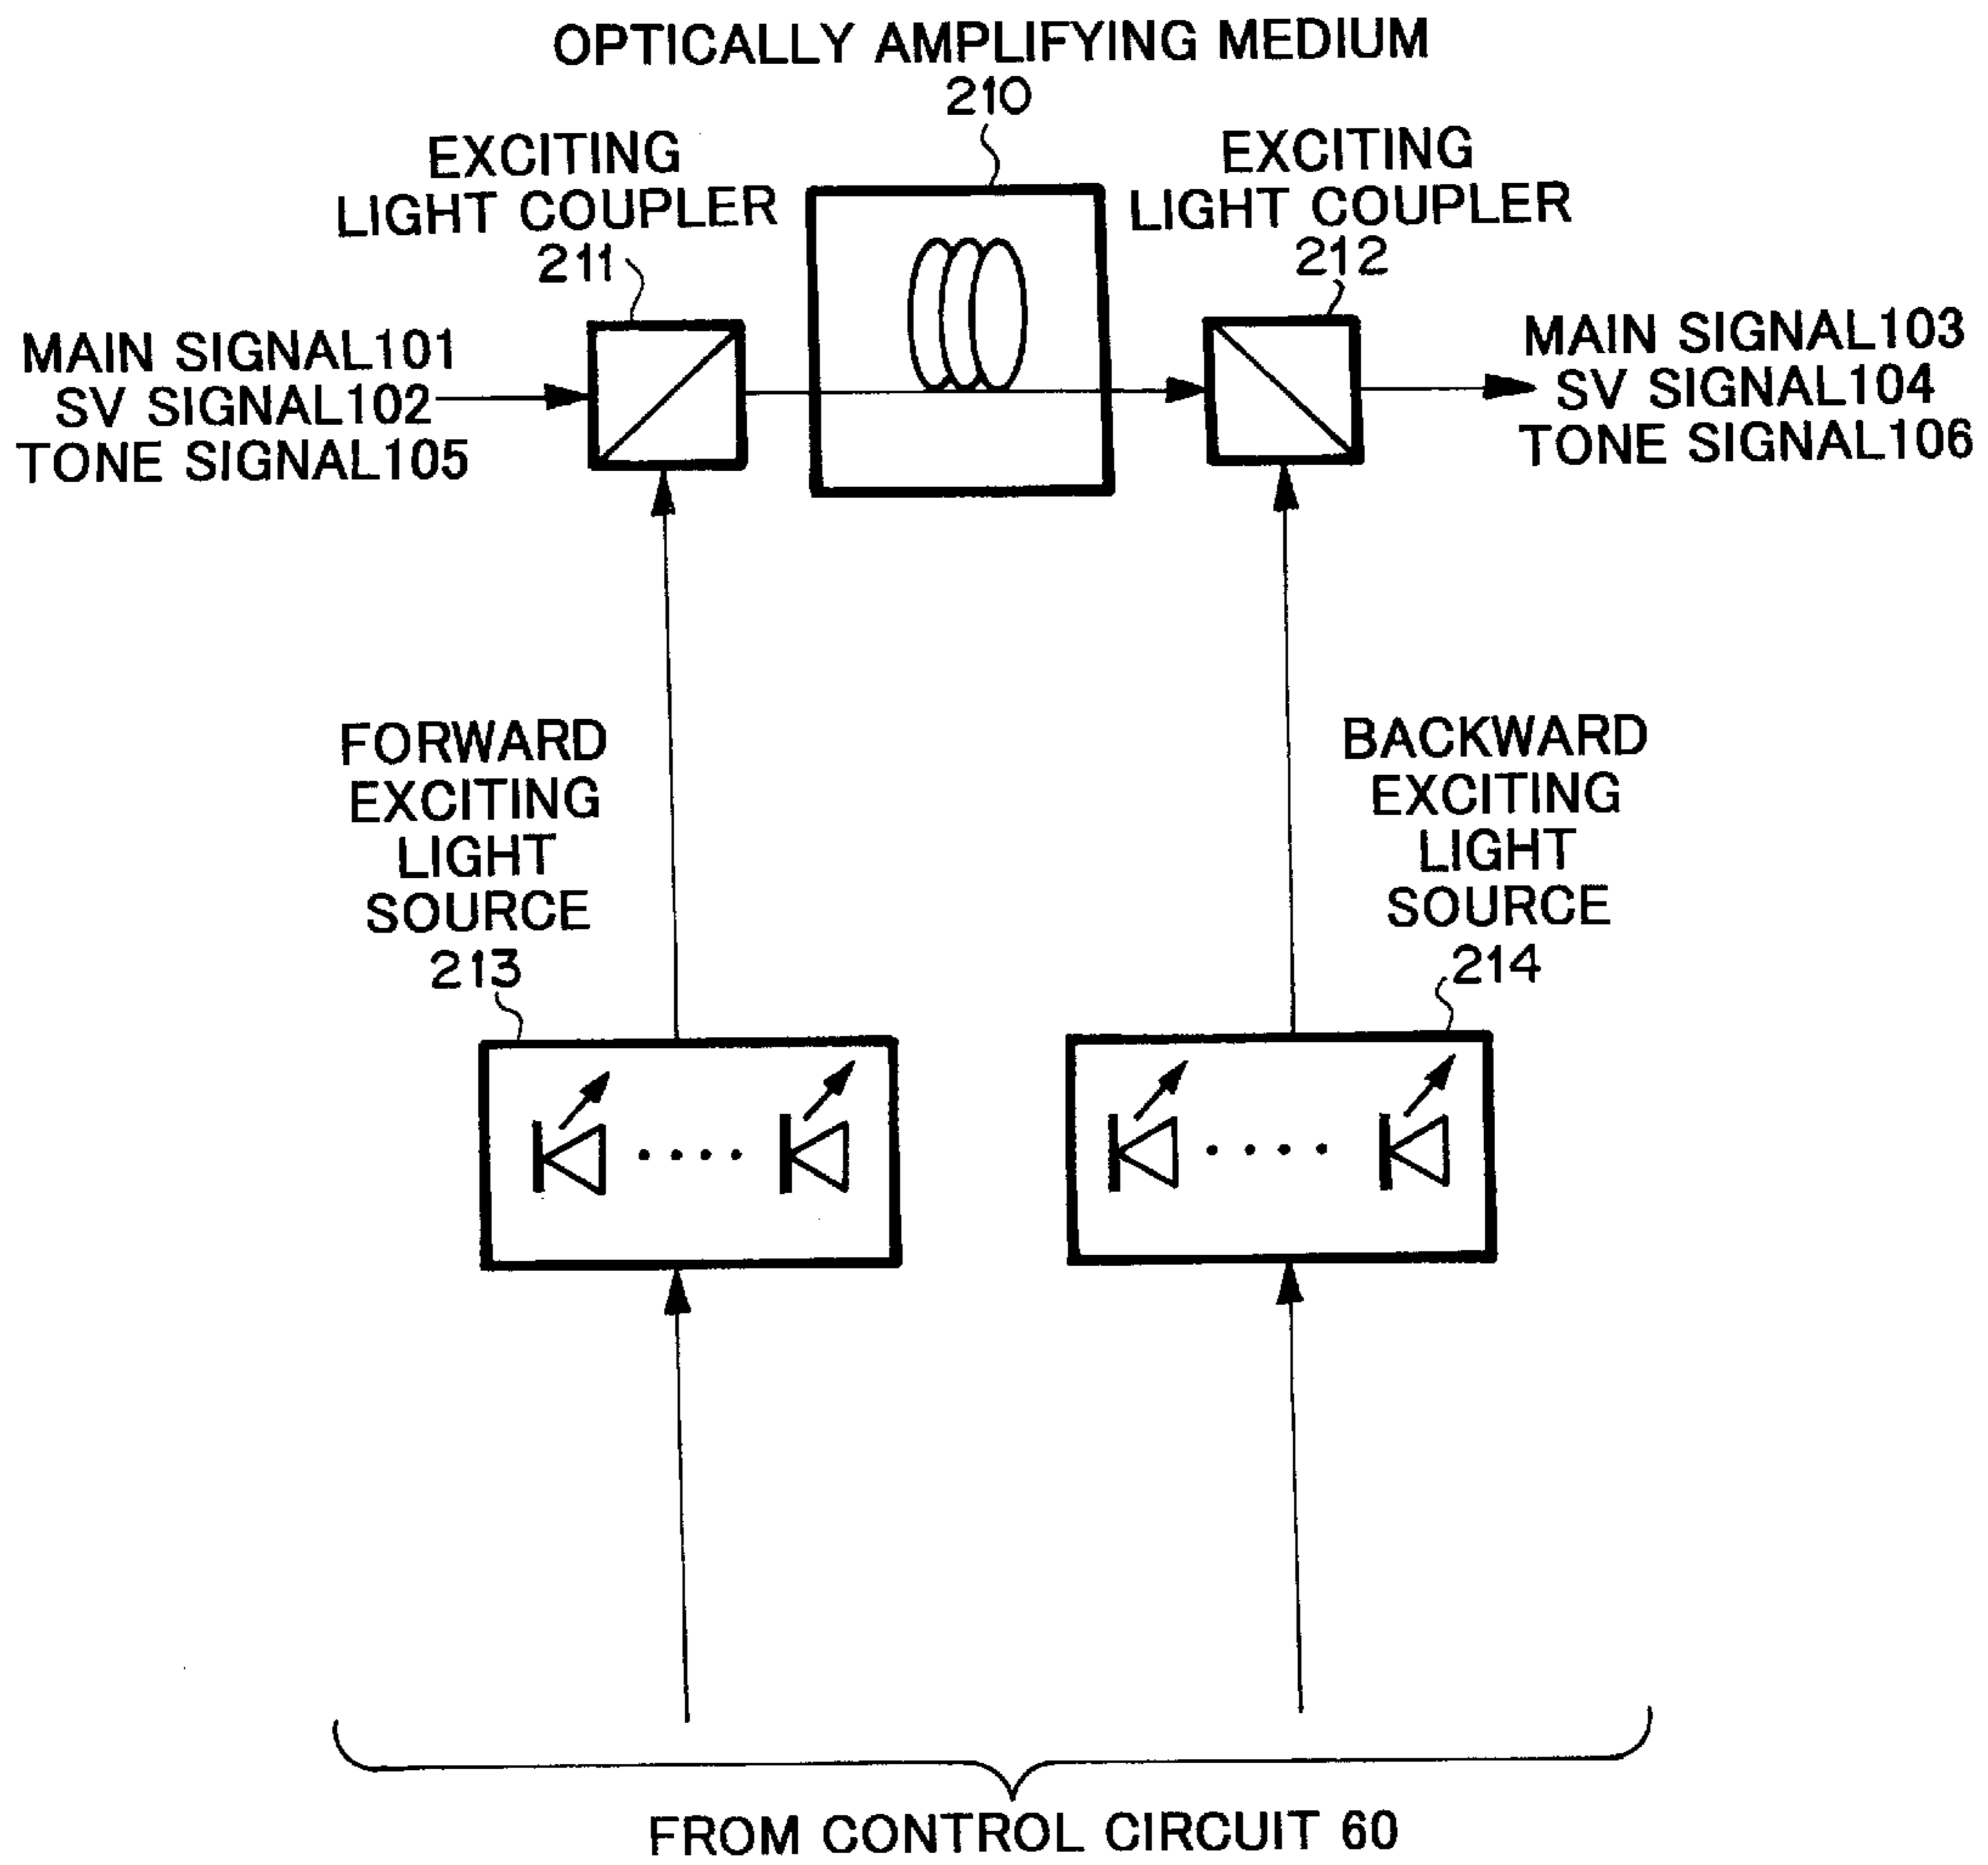 OPTICALLY AMPLIFYING MEDIUM
210
EXCITING
LIGHT COUPLER
211
EXCITING
LIGHT COUPLER
212
MAIN SIGNAL101
SV SIGNAL102
TONE SIGNAL105
MAIN SIGNAL103
SV SIGNAL104
TONE SIGNAL106
FORWARD
EXCITING
LIGHT
SOURCE
213
BACKWARD
EXCITING
LIGHT
SOURCE
214
FROM CONTROL CIRCUIT 60